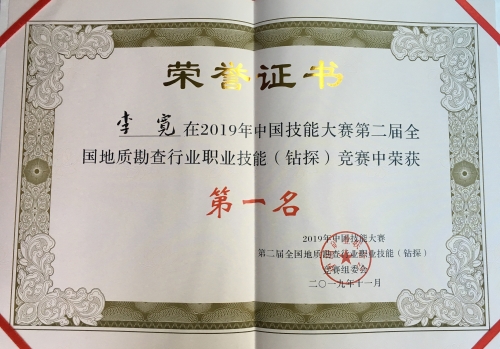 荣誉证书
李宽在2019年中国技能大赛第二届全
国地质勘查行业职业技能（钻探）竞赛中荣获
第一名
2019年中国技能大赛
第二届全国地质勘查行业职业技能（钻探）
竞赛组委会
二〇一九年十一月